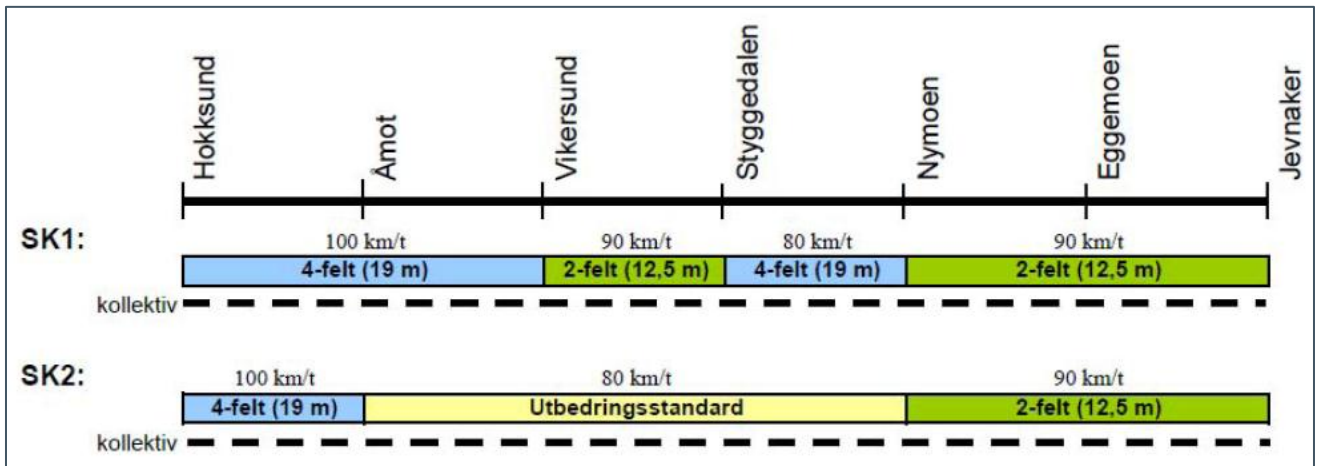 Hokksund
Åmot
Vikersund
Styggedalen
Nymoen
Eggemoen
Jevnaker
SK1:
100 km/t 90 km/t 80 km/t 90 km/t
4-felt (19 m) 2-felt (12,5 m) 4-felt (19 m) 2-felt (12,5 m)
kollektiv
SK2:
100 km/t 80 km/t 90 km/t
4-felt (19 m) Utbedringsstandard 2-felt (12,5 m)
kollektiv